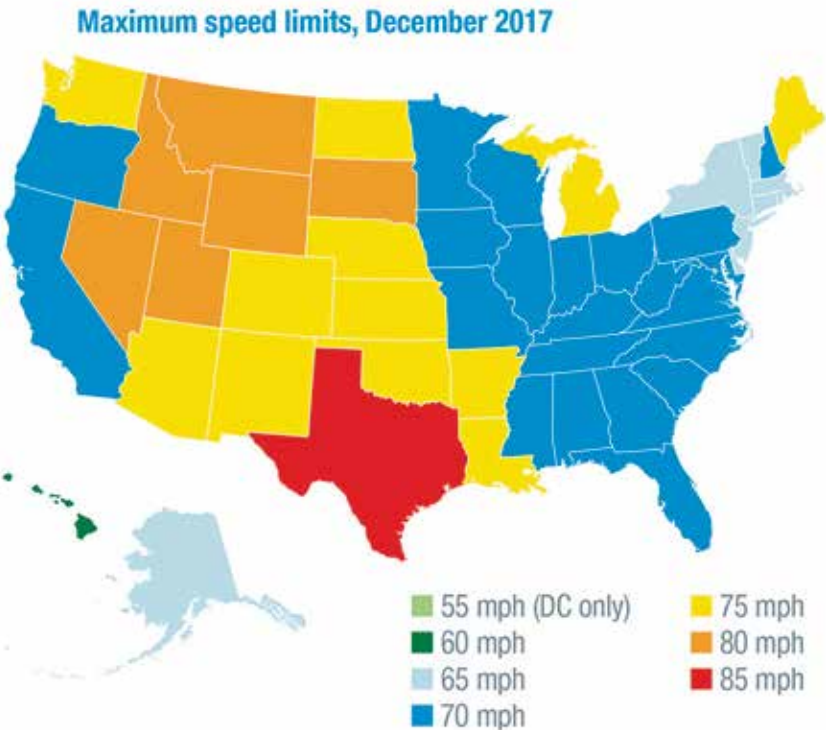 Maximum speed limits, December 2017
55 mph (DC only)
60 mph
65 mph
70 mph
75 mph
80 mph
85 mph